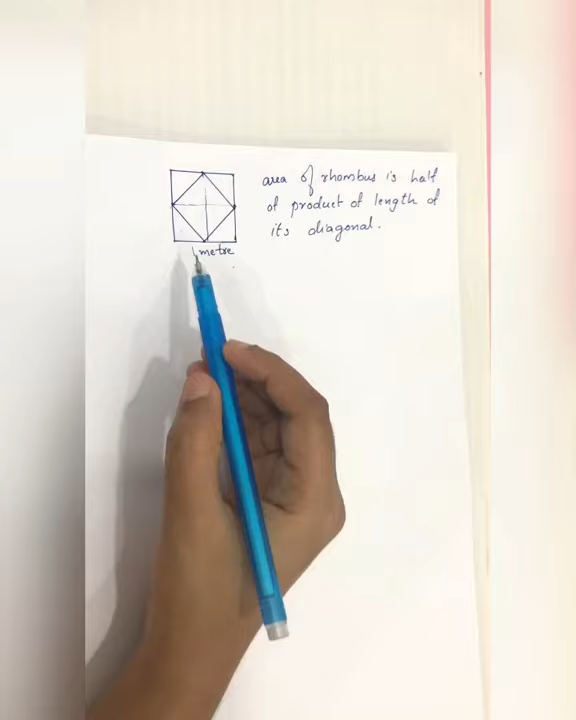 area of rhombus is half
of product of length of
its diagonal.
1 metre